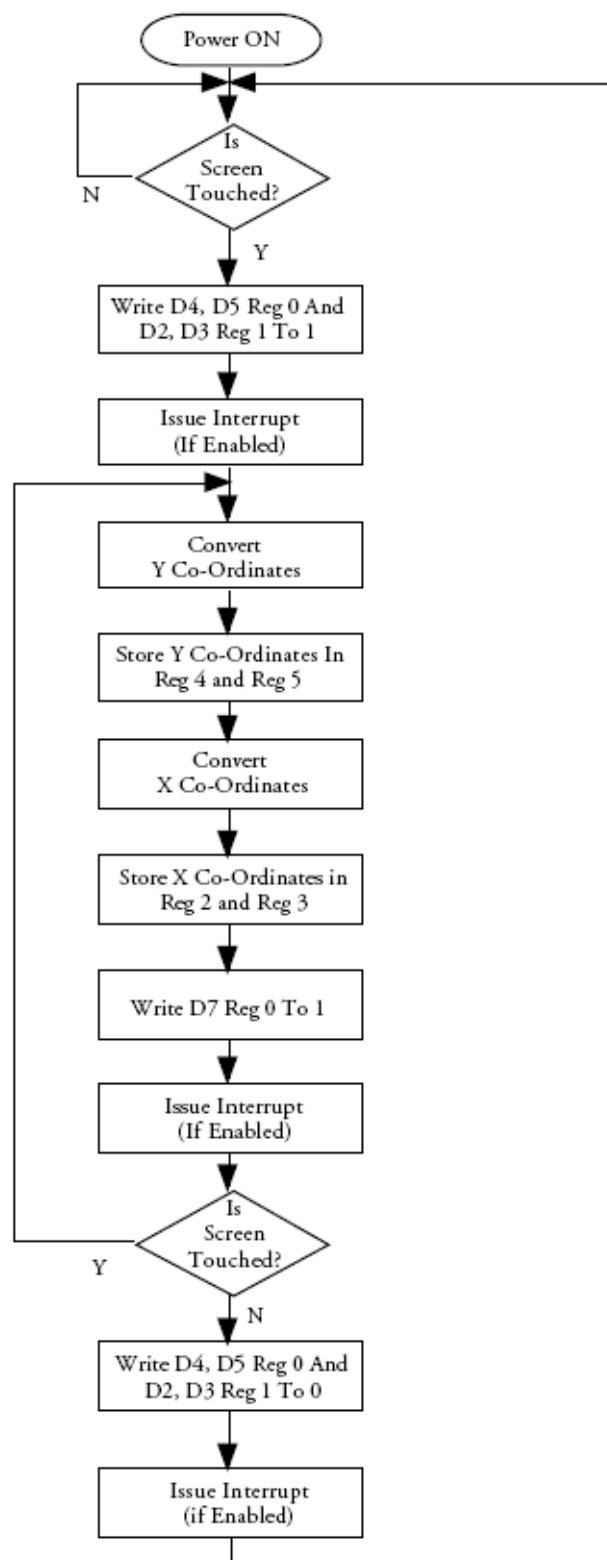 Power ON
Is
Screen
Touched?
N
Y
Write D4, D5 Reg 0 And
D2, D3 Reg 1 To 1
Issue Interrupt
(If Enabled)
Convert
Y Co-Ordinates
Store Y Co-Ordinates In
Reg 4 and Reg 5
Convert
X Co-Ordinates
Store X Co-Ordinates in
Reg 2 and Reg 3
Write D7 Reg 0 To 1
Issue Interrupt
(If Enabled)
Is
Screen
Touched?
Y
N
Write D4, D5 Reg 0 And
D2, D3 Reg 1 To 0
Issue Interrupt
(if Enabled)